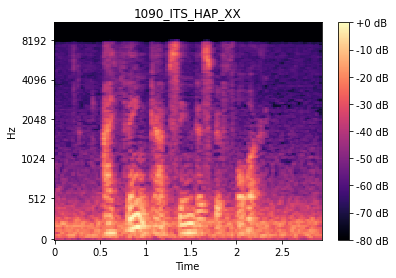 1090_ITS_HAP_XX
+0 dB
8192
-10 dB
4096
-20 dB
-30 dB
2048
Hz
-40 dB
1024
-50 dB
512
-60 dB
-70 dB
0
-80 dB
0 0.5 1 1.5 2 2.5
Time